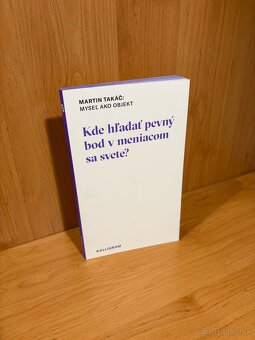 MARTIN TAKÁČ:
MYSEĽ AKO OBJEKT
Kde hľadať pevný
bod v meniacom
sa svete?
KALLIGRAM